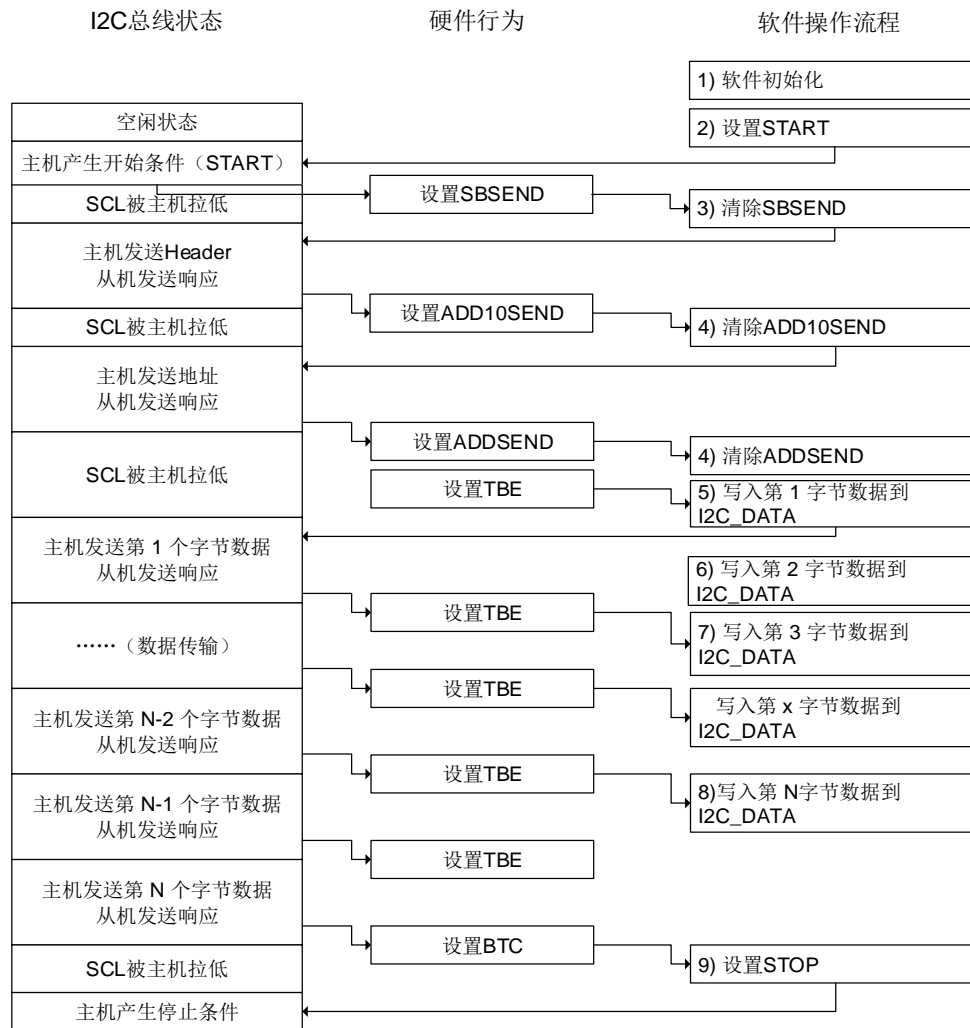 I2C总线状态
硬件行为
软件操作流程
1) 软件初始化
空闲状态
2) 设置START
主机产生开始条件（START）
SCL被主机拉低
设置SBSEND
3) 清除SBSEND
主机发送Header
从机发送响应
设置ADD10SEND
SCL被主机拉低
4) 清除ADD10SEND
主机发送地址
从机发送响应
设置ADDSEND
4) 清除ADDSEND
SCL被主机拉低
设置TBE
5) 写入第 1 字节数据到
I2C_DATA
主机发送第 1 个字节数据
从机发送响应
6) 写入第 2 字节数据到
I2C_DATA
设置TBE
7) 写入第 3 字节数据到
I2C_DATA
……（数据传输）
设置TBE
写入第 x 字节数据到
I2C_DATA
主机发送第 N-2 个字节数据
从机发送响应
设置TBE
8)写入第 N字节数据到
I2C_DATA
主机发送第 N-1 个字节数据
从机发送响应
设置TBE
主机发送第 N 个字节数据
从机发送响应
设置BTC
SCL被主机拉低
9) 设置STOP
主机产生停止条件